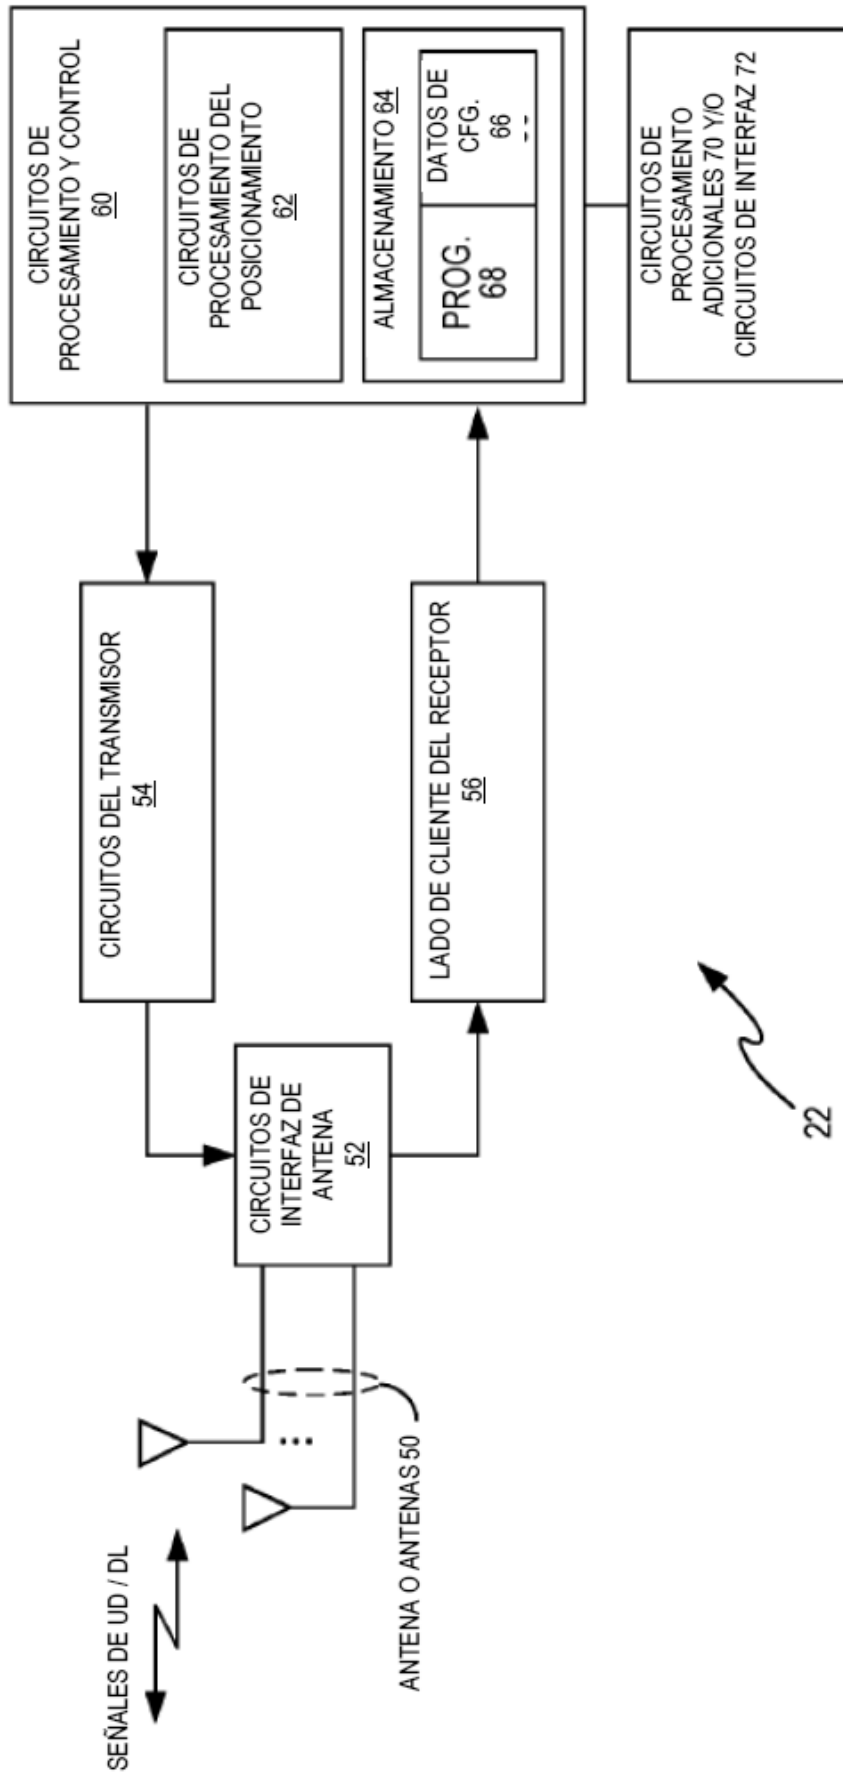 SEÑALES DE UD / DL
ANTENA O ANTENAS 50
CIRCUITOS DE
INTERFAZ DE
ANTENA
52
CIRCUITOS DEL TRANSMISOR
54
LADO DE CLIENTE DEL RECEPTOR
56
CIRCUITOS DE
PROCESAMIENTO Y CONTROL
60
CIRCUITOS DE
PROCESAMIENTO DEL
POSICIONAMIENTO
62
ALMACENAMIENTO 64
PROG.
68
DATOS DE
CFG.
66
CIRCUITOS DE
PROCESAMIENTO
ADICIONALES 70 Y/O
CIRCUITOS DE INTERFAZ 72
22